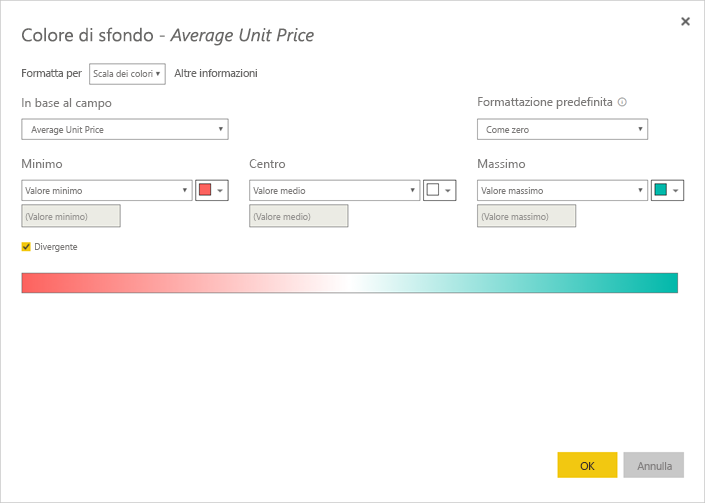 Colore di sfondo - Average Unit Price
Formatta per Scala dei colori Altre informazioni
In base al campo Formattazione predefinita
Average Unit Price Come zero
Minimo Centro Massimo
Valore minimo Valore medio Valore massimo
(Valore minimo) (Valore medio) (Valore massimo)
Divergente
OK Annulla